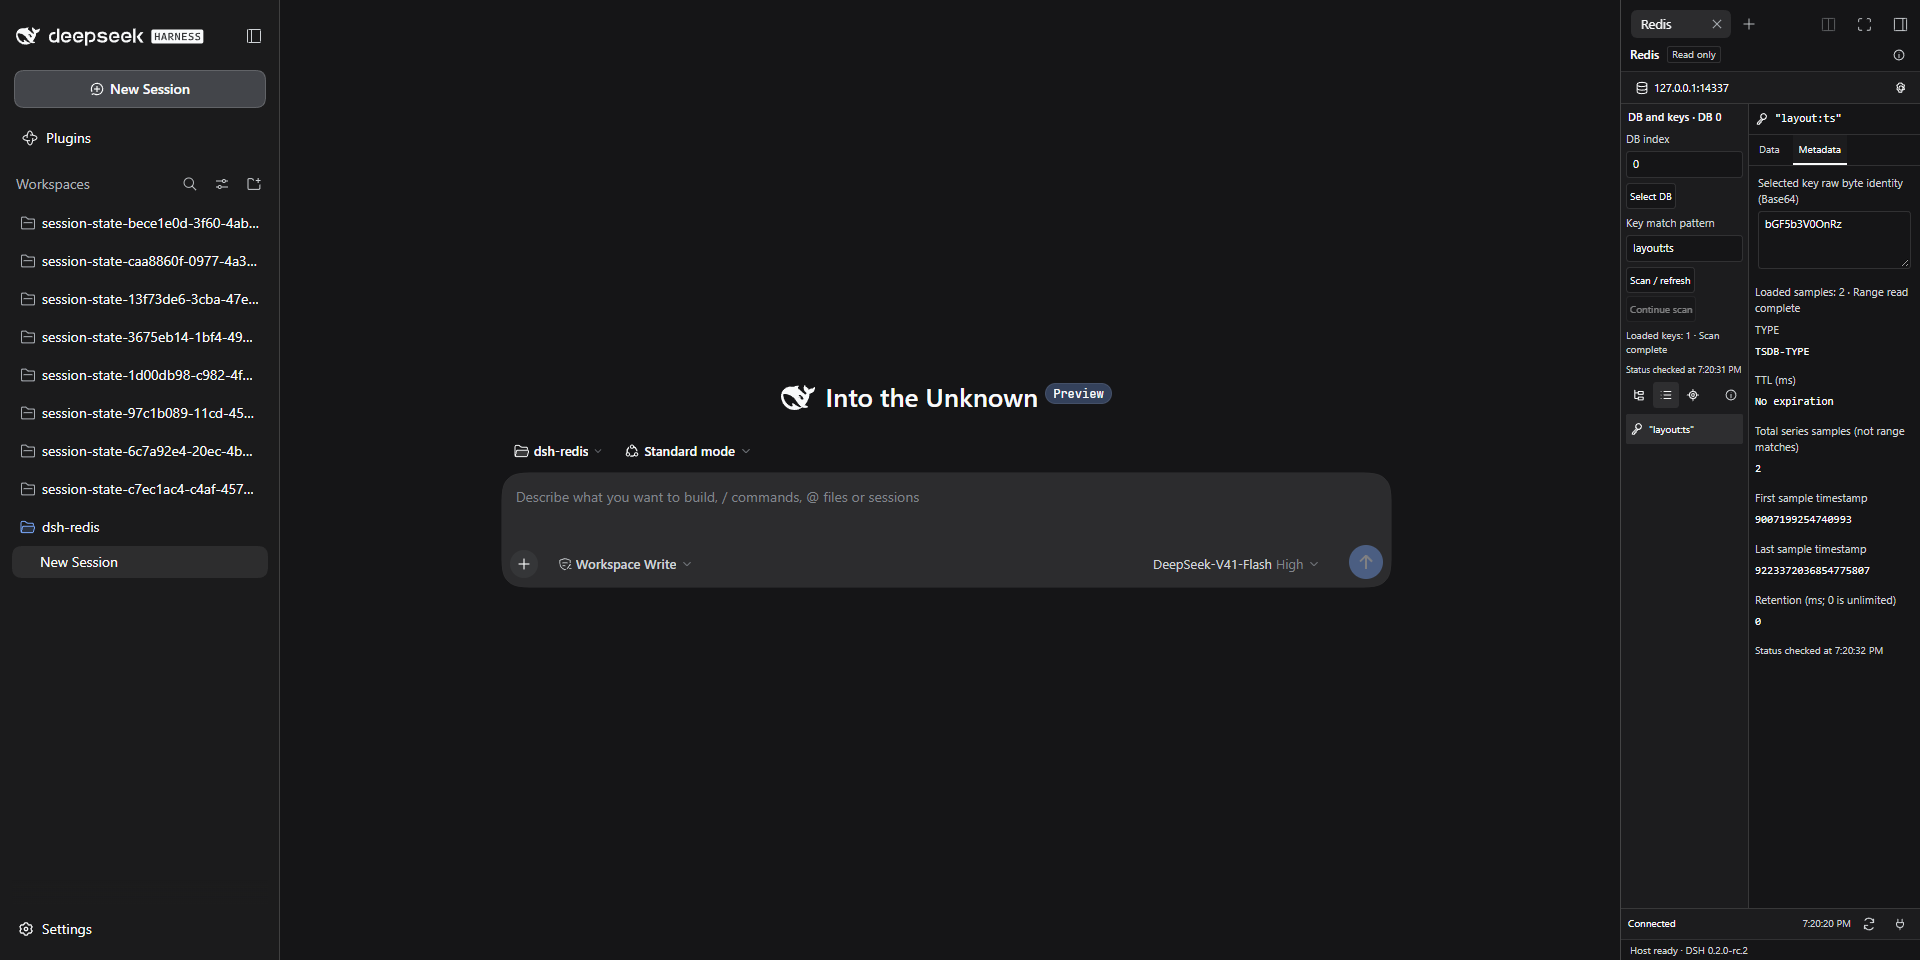 deepseek HARNESS
New Session
Plugins
Workspaces
session-state-bece1e0d-3f60-4ab...
session-state-caa8860f-0977-4a3...
session-state-13f73de6-3cba-47e...
session-state-3675eb14-1bf4-49...
session-state-1d00db98-c982-4f...
session-state-97c1b089-11cd-45...
session-state-6c7a92e4-20ec-4b...
session-state-c7ec1ac4-c4af-457...
dsh-redis
New Session
Settings
Into the Unknown Preview
dsh-redis Standard mode
Describe what you want to build, / commands, @ files or sessions
Workspace Write DeepSeek-V41-Flash High
Redis
Redis Read only
127.0.0.1:14337
DB and keys · DB 0
DB index
0
Select DB
Key match pattern
layout:ts
Scan / refresh
Continue scan
Loaded keys: 1 · Scan
complete
Status checked at 7:20:31 PM
"layout:ts"
"layout:ts"
Data Metadata
Selected key raw byte identity
(Base64)
bGF5b3V0OnRz
Loaded samples: 2 · Range read
complete
TYPE
TSDB-TYPE
TTL (ms)
No expiration
Total series samples (not range
matches)
2
First sample timestamp
9007199254740993
Last sample timestamp
9223372036854775807
Retention (ms; 0 is unlimited)
0
Status checked at 7:20:32 PM
Connected 7:20:20 PM
Host ready · DSH 0.2.0-rc.2